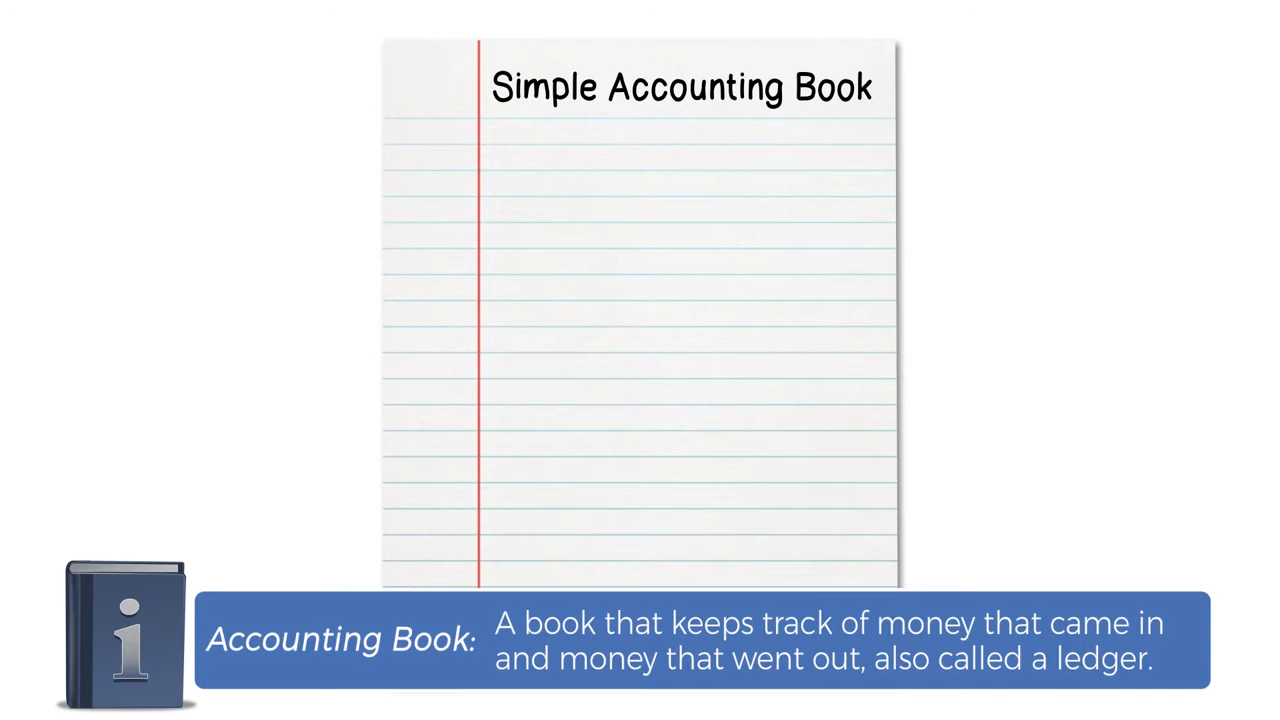 Simple Accounting Book
Accounting Book:
A book that keeps track of money that came in
and money that went out, also called a ledger.